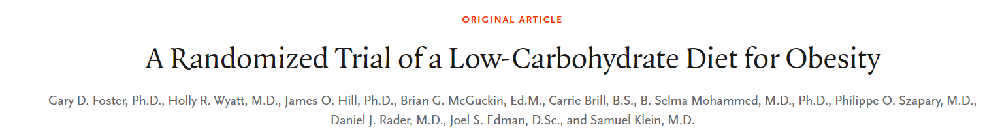 ORIGINAL ARTICLE
A Randomized Trial of a Low-Carbohydrate Diet for Obesity
Gary D. Foster, Ph.D., Holly R. Wyatt, M.D., James O. Hill, Ph.D., Brian G. McGuckin, Ed.M., Carrie Brill, B.S., B. Selma Mohammed, M.D., Ph.D., Philippe O. Szapary, M.D.,
Daniel J. Rader, M.D., Joel S. Edman, D.Sc., and Samuel Klein, M.D.